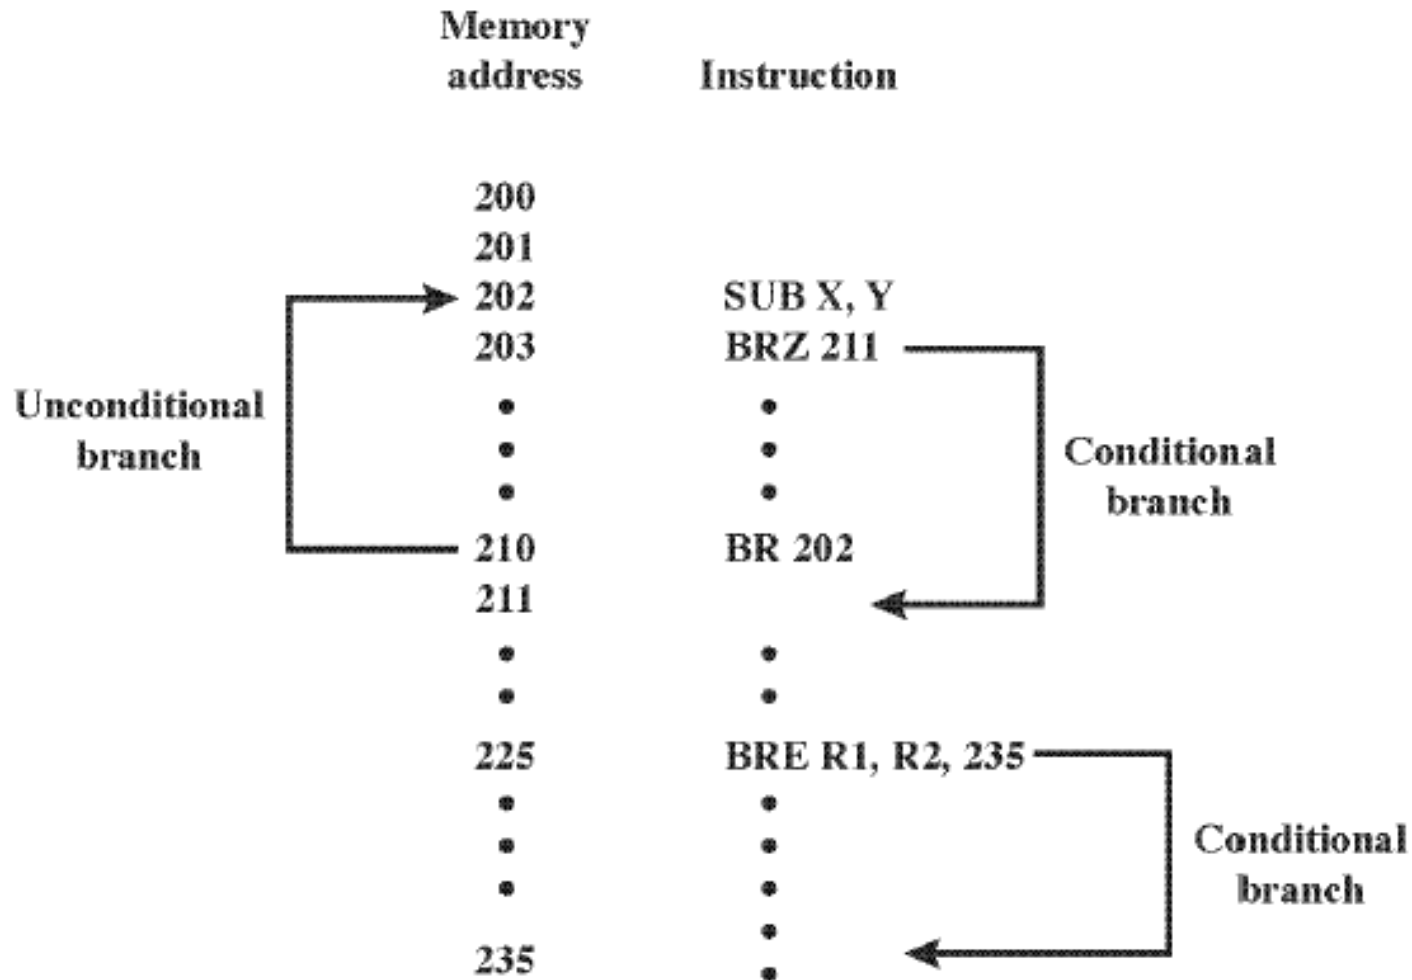 Memory
address
Instruction
200
201
202 SUB X, Y
203 BRZ 211
Unconditional
branch
Conditional
branch
210 BR 202
211
225 BRE R1, R2, 235
Conditional
branch
235